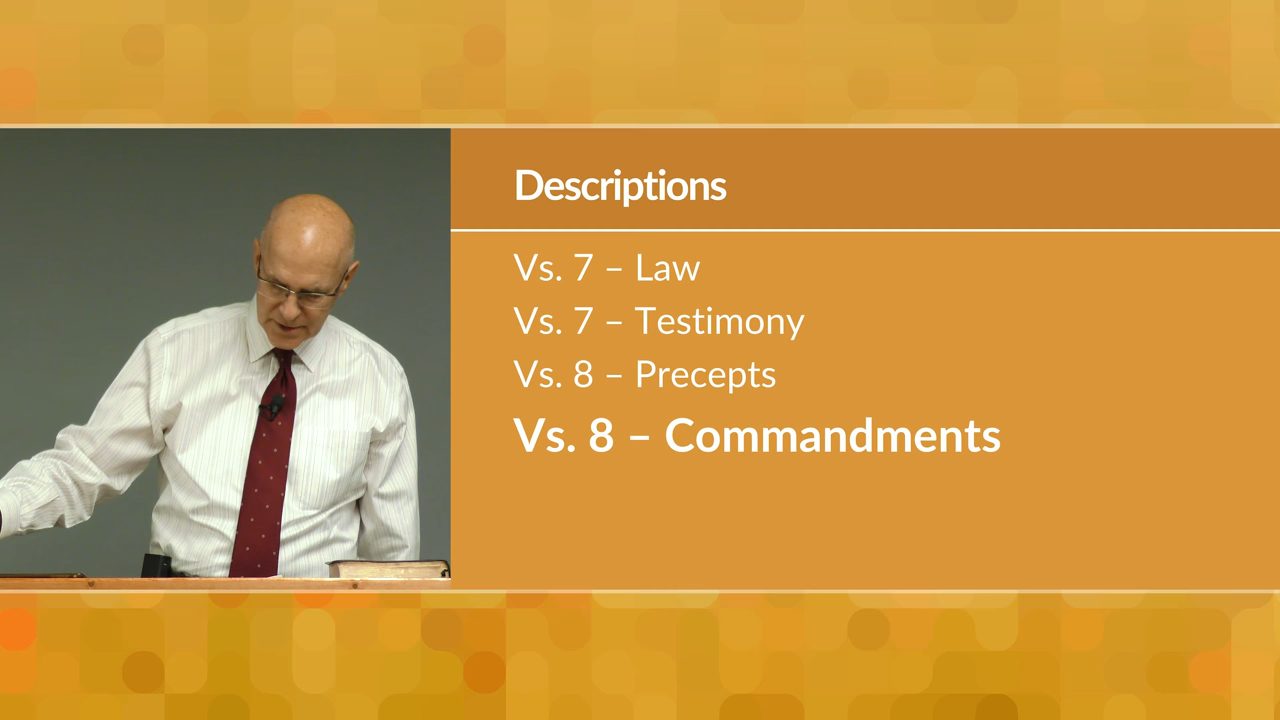 Descriptions
Vs. 7 – Law
Vs. 7 – Testimony
Vs. 8 – Precepts
Vs. 8 – Commandments